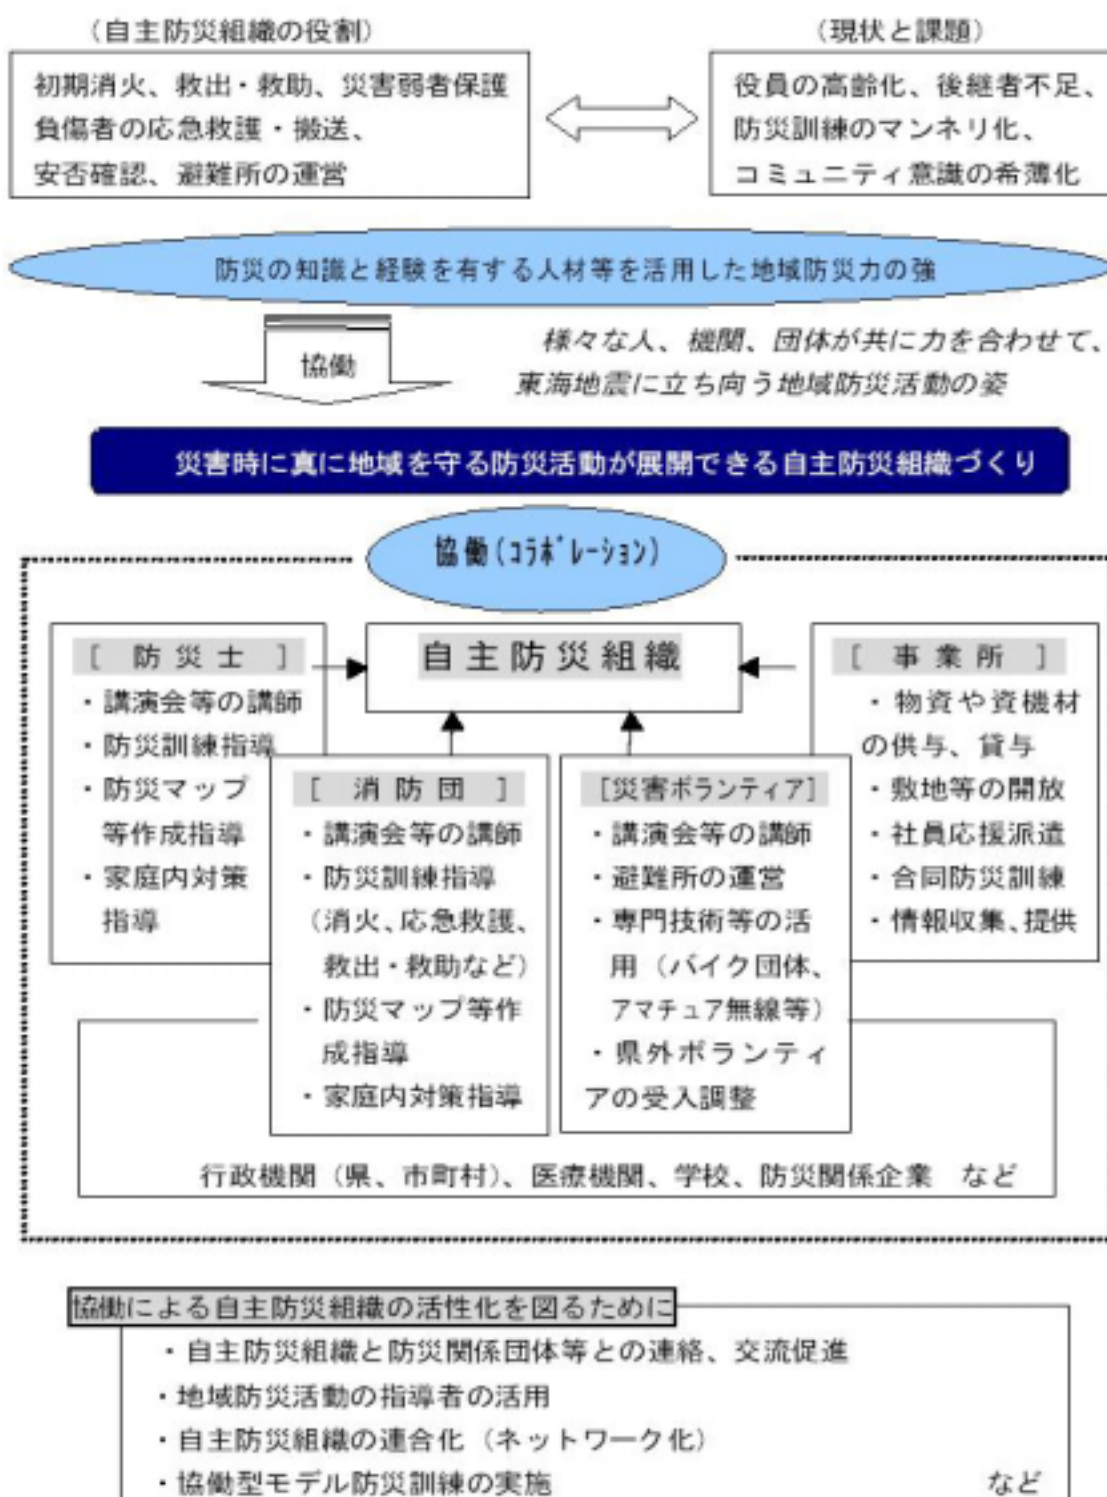 （自主防災組織の役割）
初期消火、救出・救助、災害弱者保護
負傷者の応急救護・搬送、
安否確認、避難所の運営
（現状と課題）
役員の高齢化、後継者不足、
防災訓練のマンネリ化、
コミュニティ意識の希薄化
防災の知識と経験を有する人材等を活用した地域防災力の強
協働
様々な人、機関、団体が共に力を合わせて、
東海地震に立ち向う地域防災活動の姿
災害時に真に地域を守る防災活動が展開できる自主防災組織づくり
協働(ｺﾗﾎﾞﾚｰｼｮﾝ)
自主防災組織
[ 防災士 ]
・講演会等の講師
・防災訓練指導
・防災マップ
等作成指導
・家庭内対策
指導
[ 消防団 ]
・講演会等の講師
・防災訓練指導
（消火、応急救護、
救出・救助など）
・防災マップ等作
成指導
・家庭内対策指導
[災害ボランティア]
・講演会等の講師
・避難所の運営
・専門技術等の活
用（バイク団体、
アマチュア無線等）
・県外ボランティ
アの受入調整
[ 事業所 ]
・物資や資機材
の供与、貸与
・敷地等の開放
・社員応援派遣
・合同防災訓練
・情報収集、提供
行政機関（県、市町村）、医療機関、学校、防災関係企業　など
協働による自主防災組織の活性化を図るために
・自主防災組織と防災関係団体等との連絡、交流促進
・地域防災活動の指導者の活用
・自主防災組織の連合化（ネットワーク化）
・協働型モデル防災訓練の実施　など